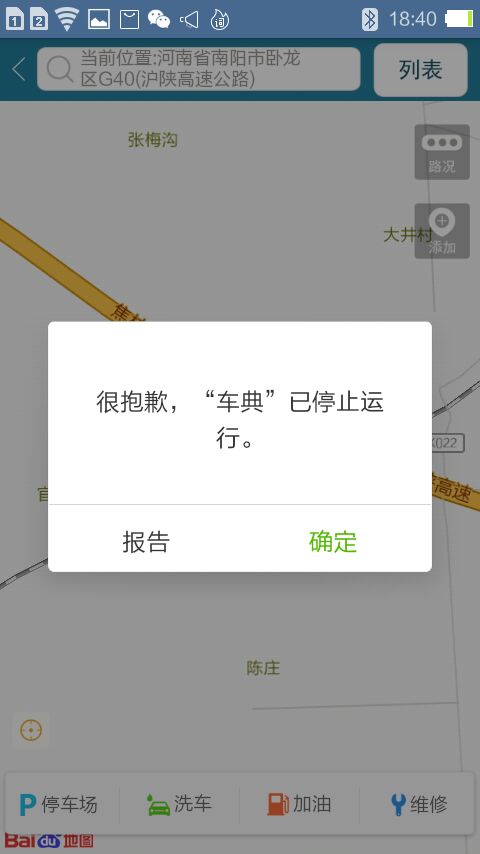 1 2 18:40
当前位置:河南省南阳市卧龙
区G40(沪陕高速公路)
列表
张梅沟
路况
大井村
添加
很抱歉，“车典”已停止运
行。
高速
报告
确定
陈庄
P停车场
洗车
加油
维修
Bai du 地图